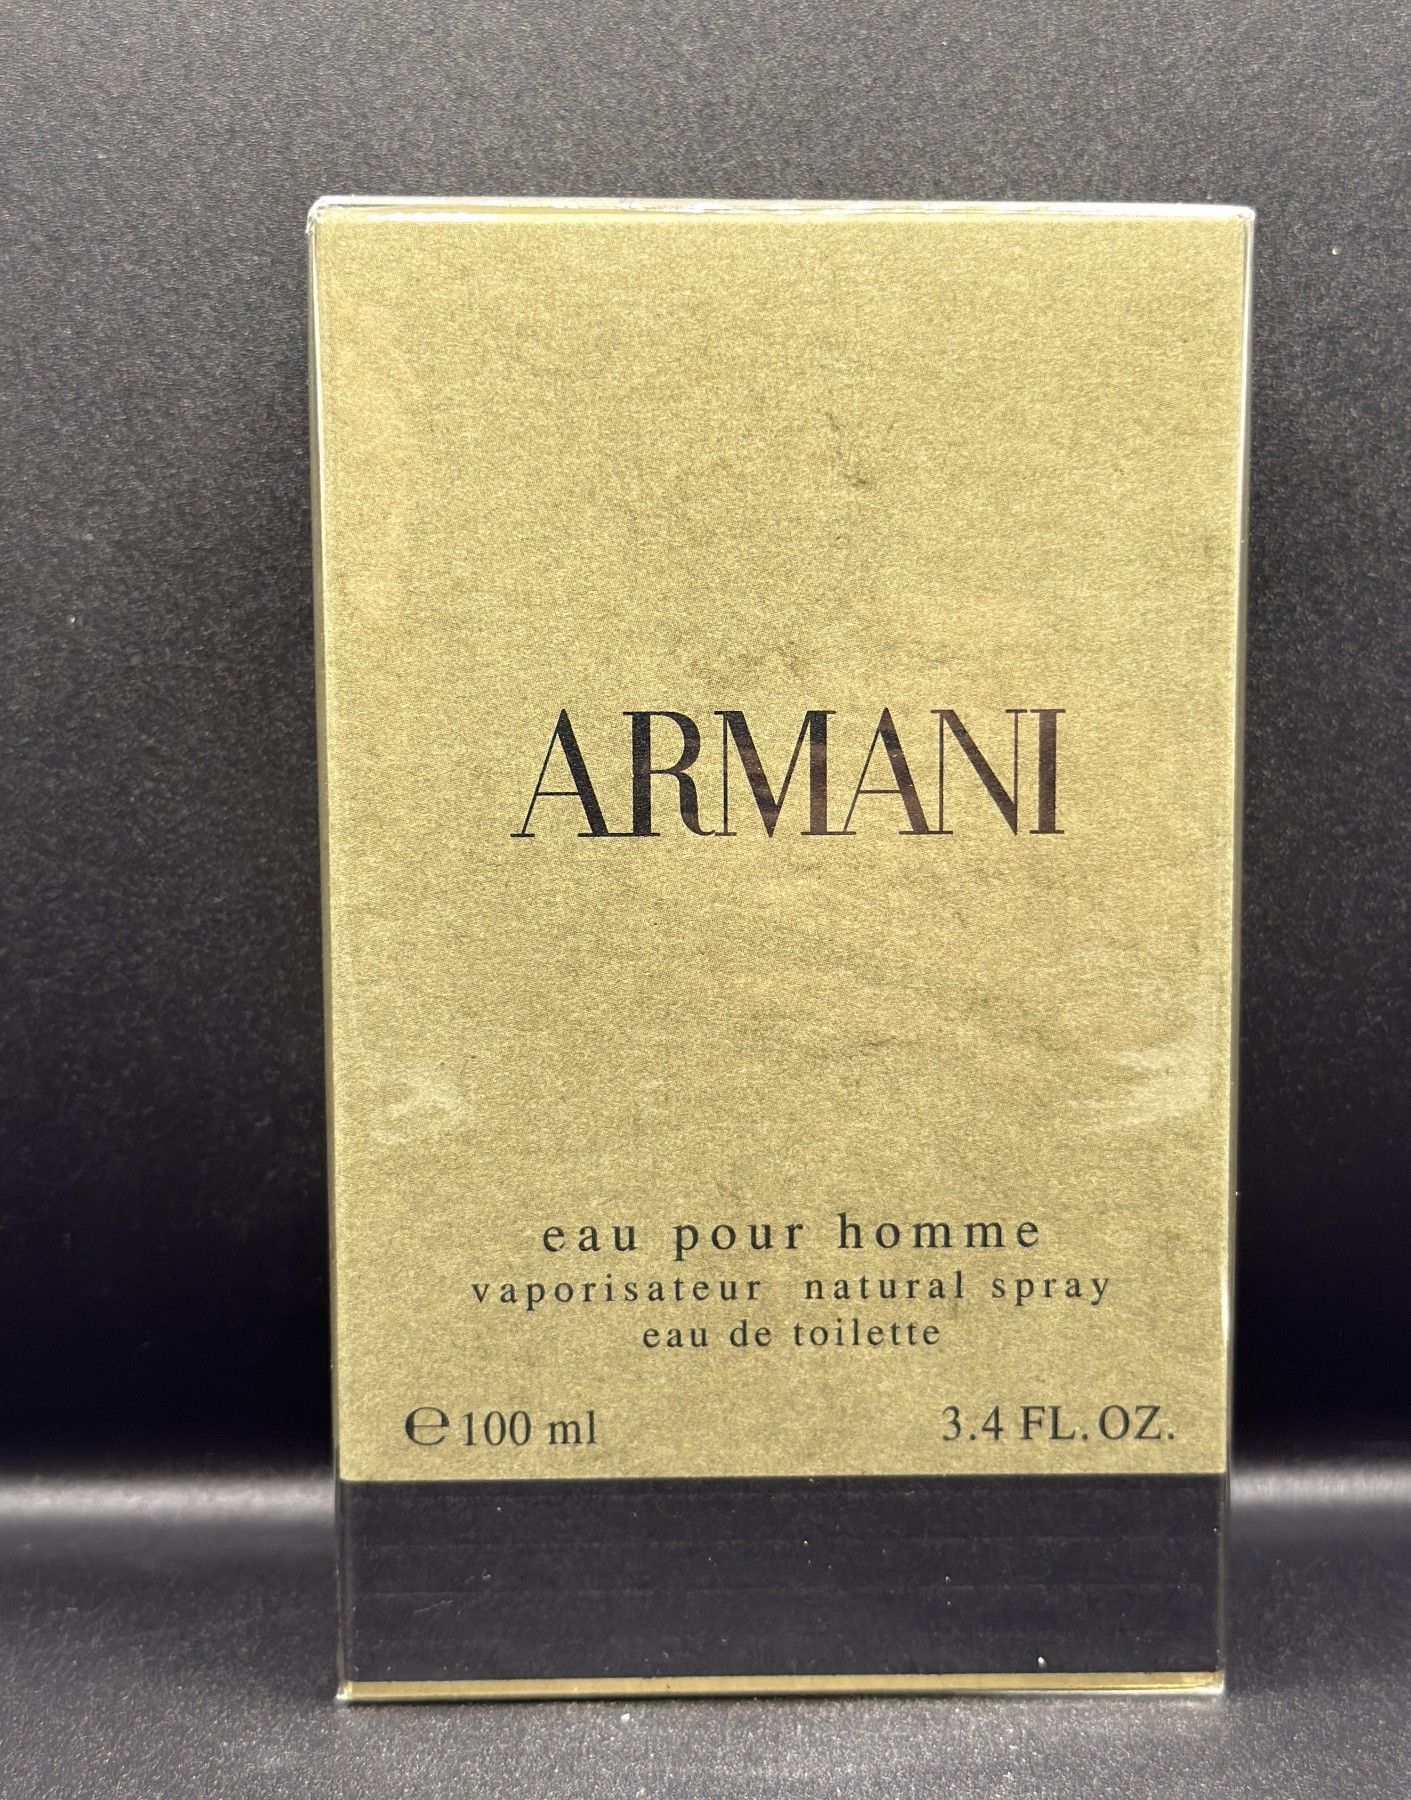 ARMANI
eau pour homme
vaporisateur natural spray
eau de toilette
℮ 100 ml 3.4 FL. OZ.